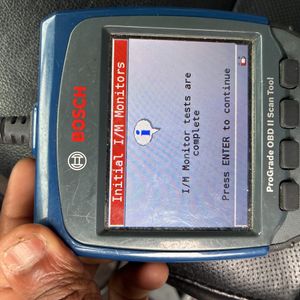 BOSCH
Initial I/M Monitors
I/M Monitor tests are
complete
Press ENTER to continue
ProGrade OBD II Scan Tool